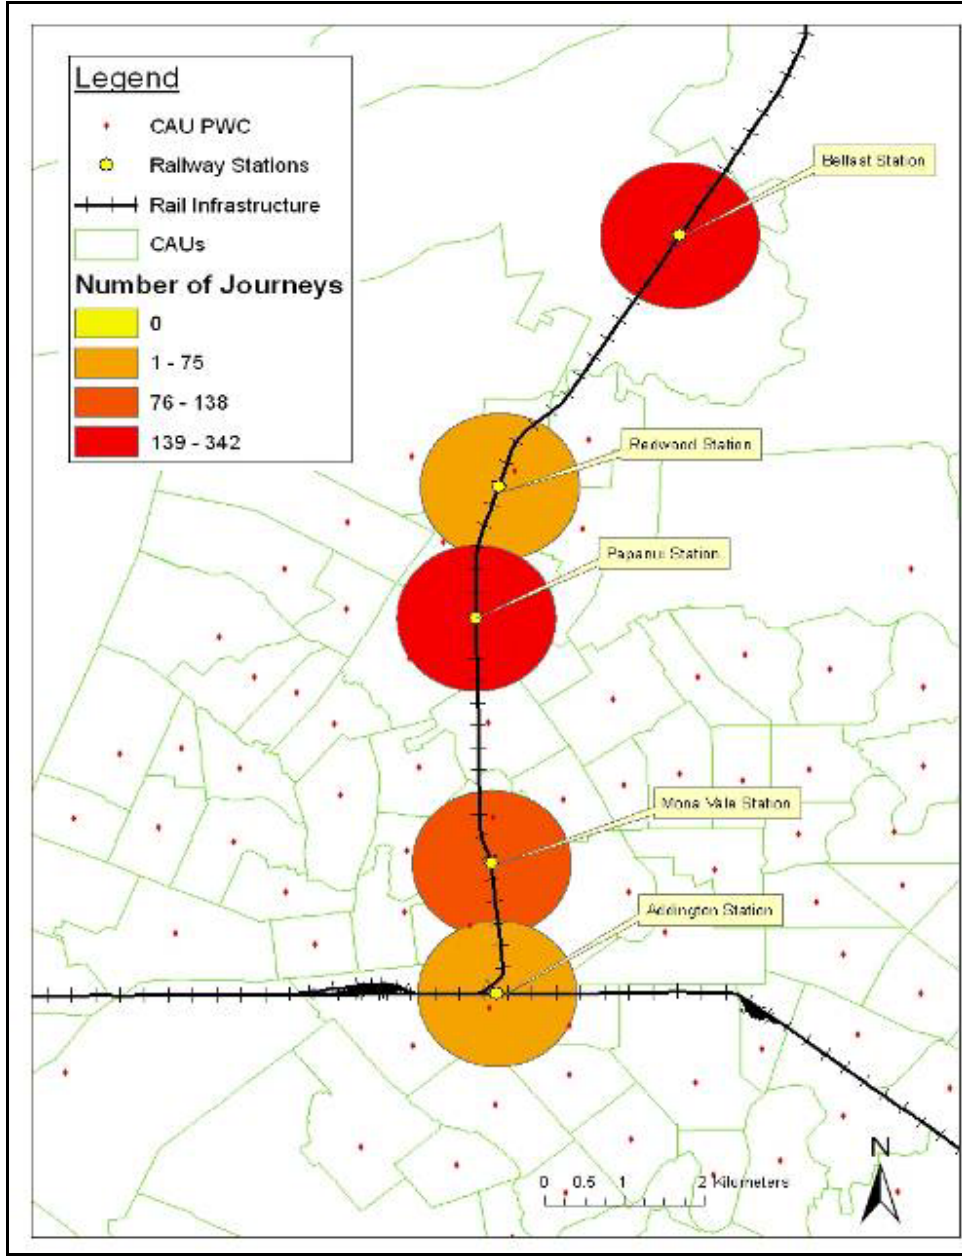 Legend
CAU PWC
Railway Stations
Rail Infrastructure
CAUs
Number of Journeys
0
1 - 75
76 - 138
139 - 342
Belfast Station
Redwood Station
Papanui Station
Mona Vale Station
Addington Station
N
0 0.5 1 2 Kilometers